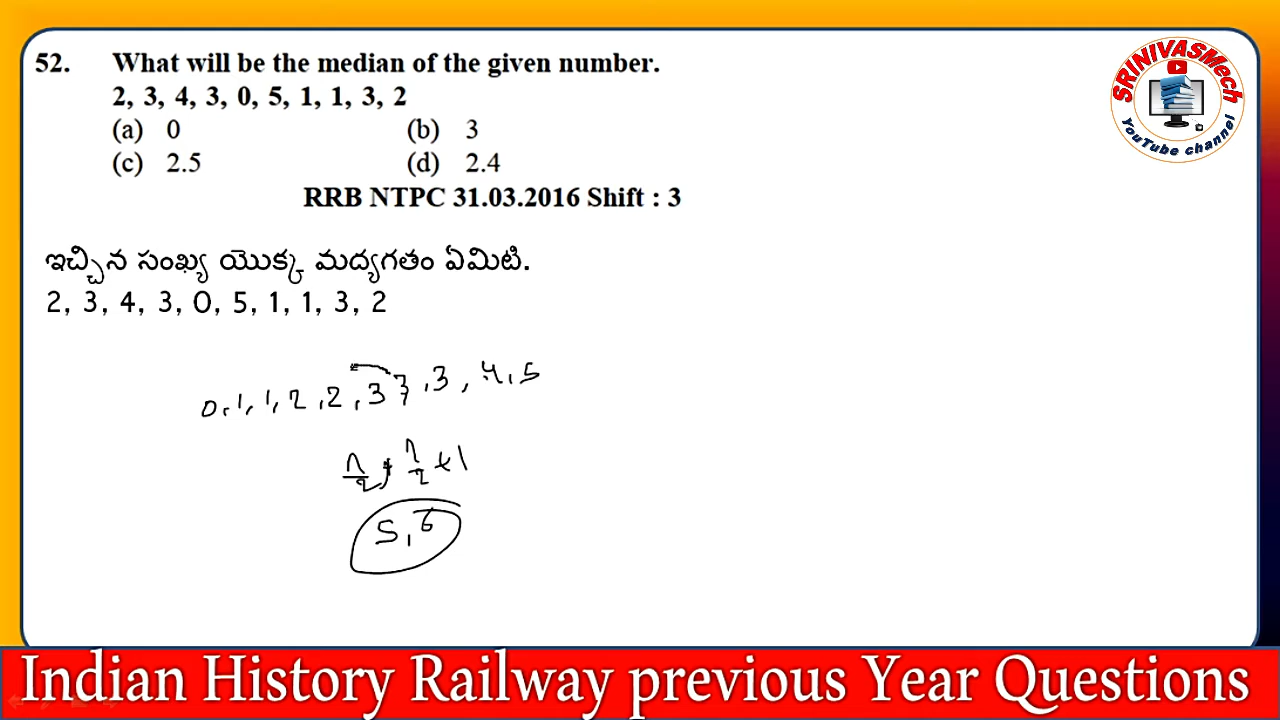 52. What will be the median of the given number.
2, 3, 4, 3, 0, 5, 1, 1, 3, 2
(a) 0 (b) 3
(c) 2.5 (d) 2.4
RRB NTPC 31.03.2016 Shift : 3
SRINIVASMech
YouTube channel
ఇచ్చిన సంఖ్య యొక్క మద్యగతం ఏమిటి.
2, 3, 4, 3, 0, 5, 1, 1, 3, 2
0, 1, 1, 2, 2, 3 3, 3, 4, 5
n/2, n/2 +1
5, 6
Indian History Railway previous Year Questions